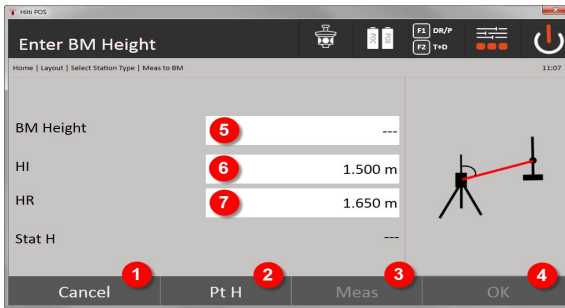 Hilti POS
Enter BM Height
POC POC
F1 DR/P
F2 T+D
Home | Layout | Select Station Type | Meas to BM 11:07
BM Height 5 ---
HI 6 1.500 m
HR 7 1.650 m
Stat H ---
1 2 3 4
Cancel Pt H Meas OK